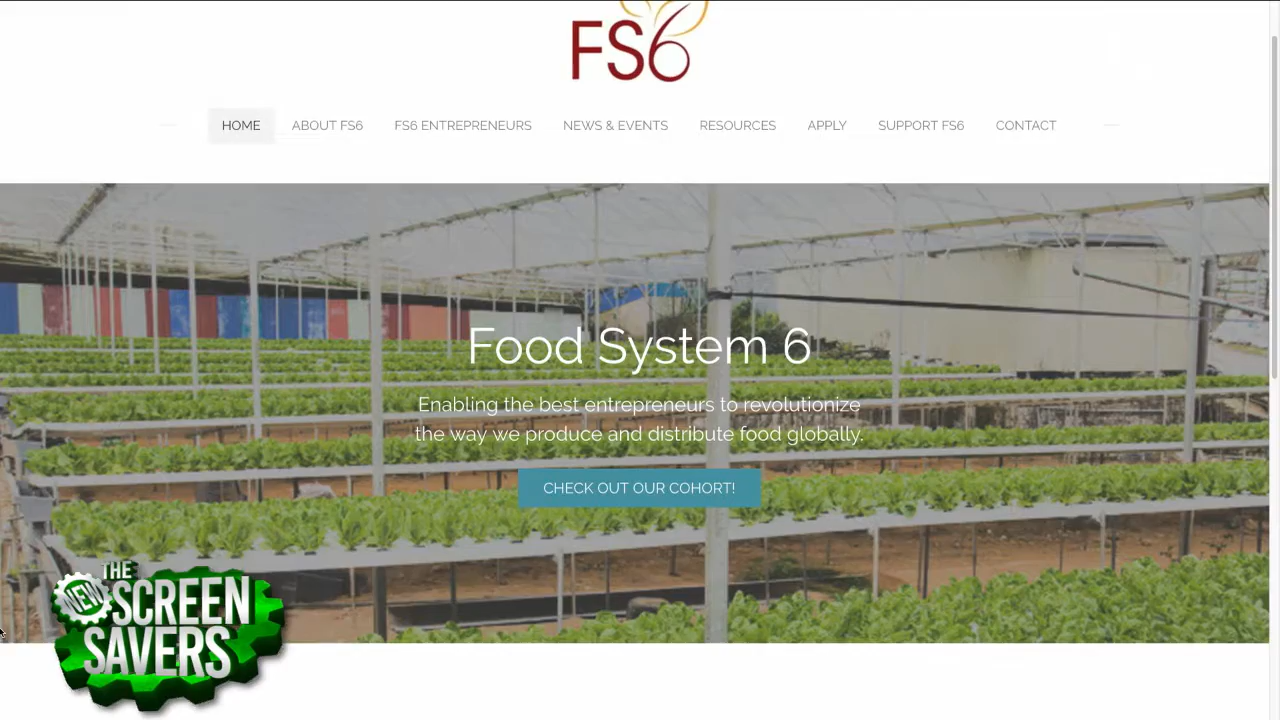 FS6
HOME ABOUT FS6 FS6 ENTREPRENEURS NEWS & EVENTS RESOURCES APPLY SUPPORT FS6 CONTACT
Food System 6
Enabling the best entrepreneurs to revolutionize
the way we produce and distribute food globally.
CHECK OUT OUR COHORT!
THE
NEW
SCREEN
SAVERS